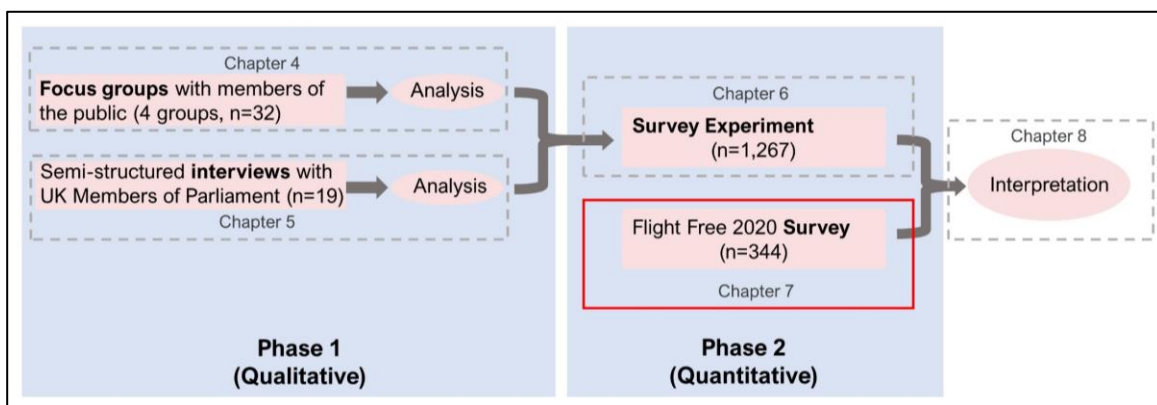 Chapter 4
Focus groups with members of
the public (4 groups, n=32)
Analysis
Semi-structured interviews with
UK Members of Parliament (n=19)
Analysis
Chapter 5
Phase 1
(Qualitative)
Chapter 6
Survey Experiment
(n=1,267)
Flight Free 2020 Survey
(n=344)
Chapter 7
Phase 2
(Quantitative)
Chapter 8
Interpretation